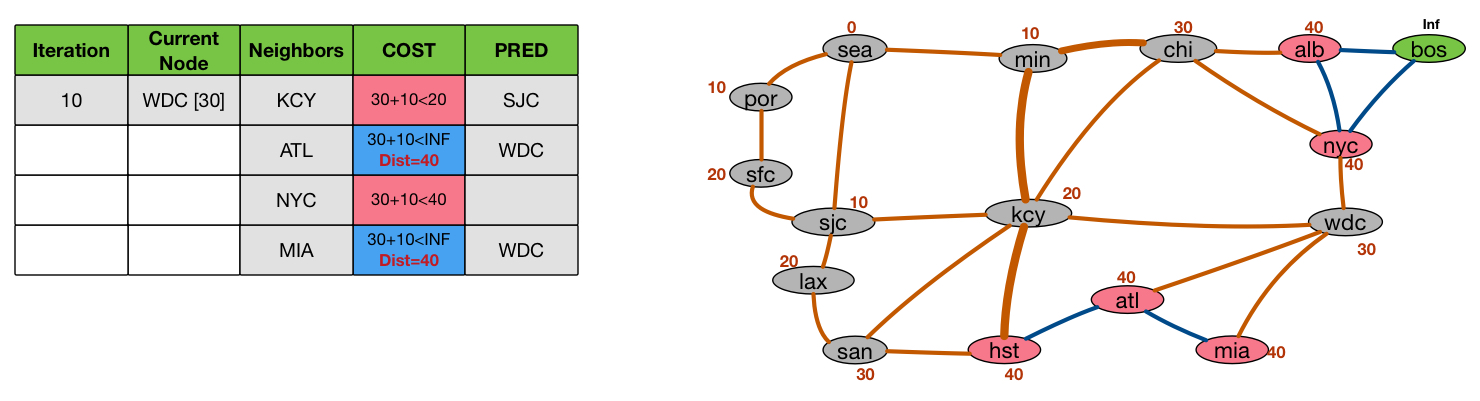 Iteration Current Node Neighbors COST PRED
10 WDC [30] KCY 30+10<20 SJC
ATL 30+10<INF Dist=40 WDC
NYC 30+10<40
MIA 30+10<INF Dist=40 WDC
0 10 30 40 Inf
sea min chi alb bos
10 por
nyc 40
20 sfc
sjc 10 kcy 20 wdc 30
20 lax
40 atl
san 30 hst 40 mia 40